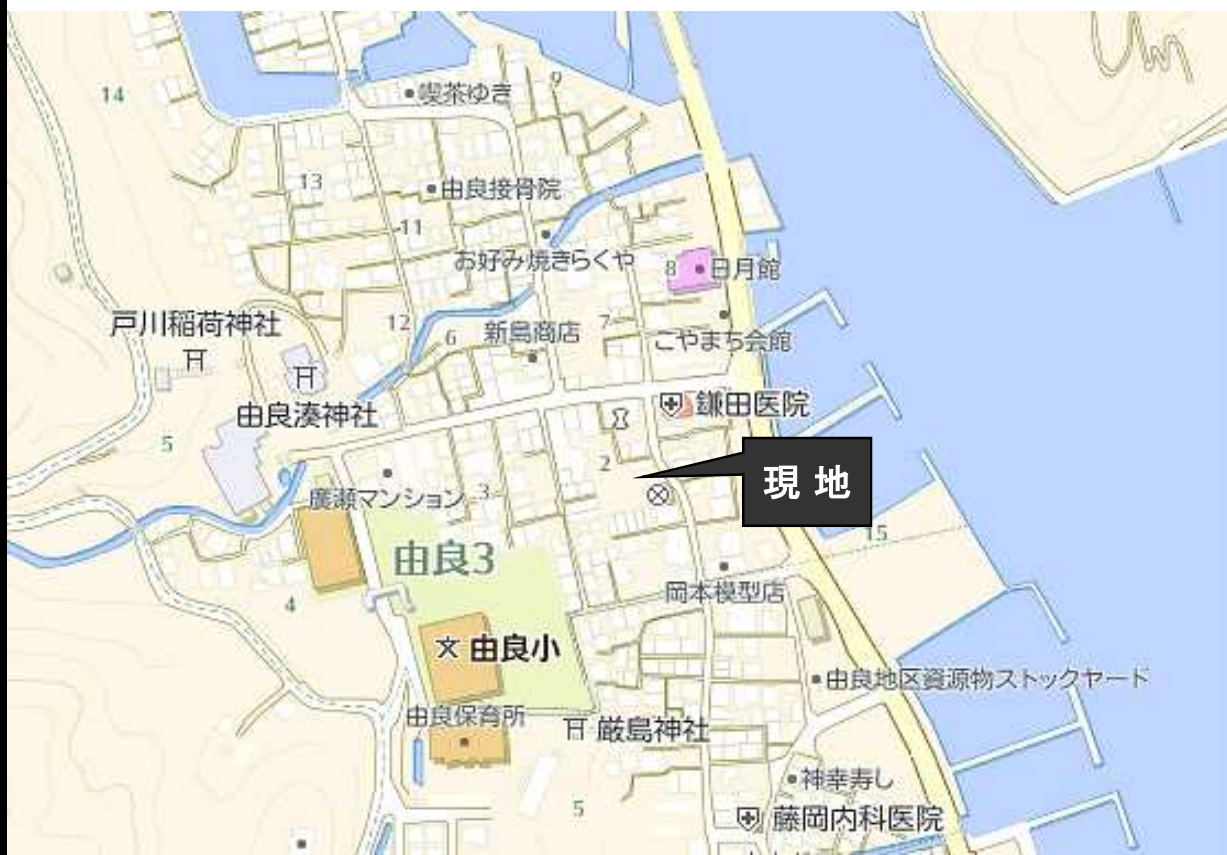 14
喫茶ゆき
9
13
由良接骨院
11
お好み焼きらくや
8
日月館
戸川稲荷神社
12
6
新島商店
7
こやまち会館
由良湊神社
鎌田医院
5
2
現 地
廣瀬マンション
3
15
由良3
岡本模型店
4
由良小
由良地区資源物ストックヤード
由良保育所
厳島神社
神幸寿し
5
藤岡内科医院